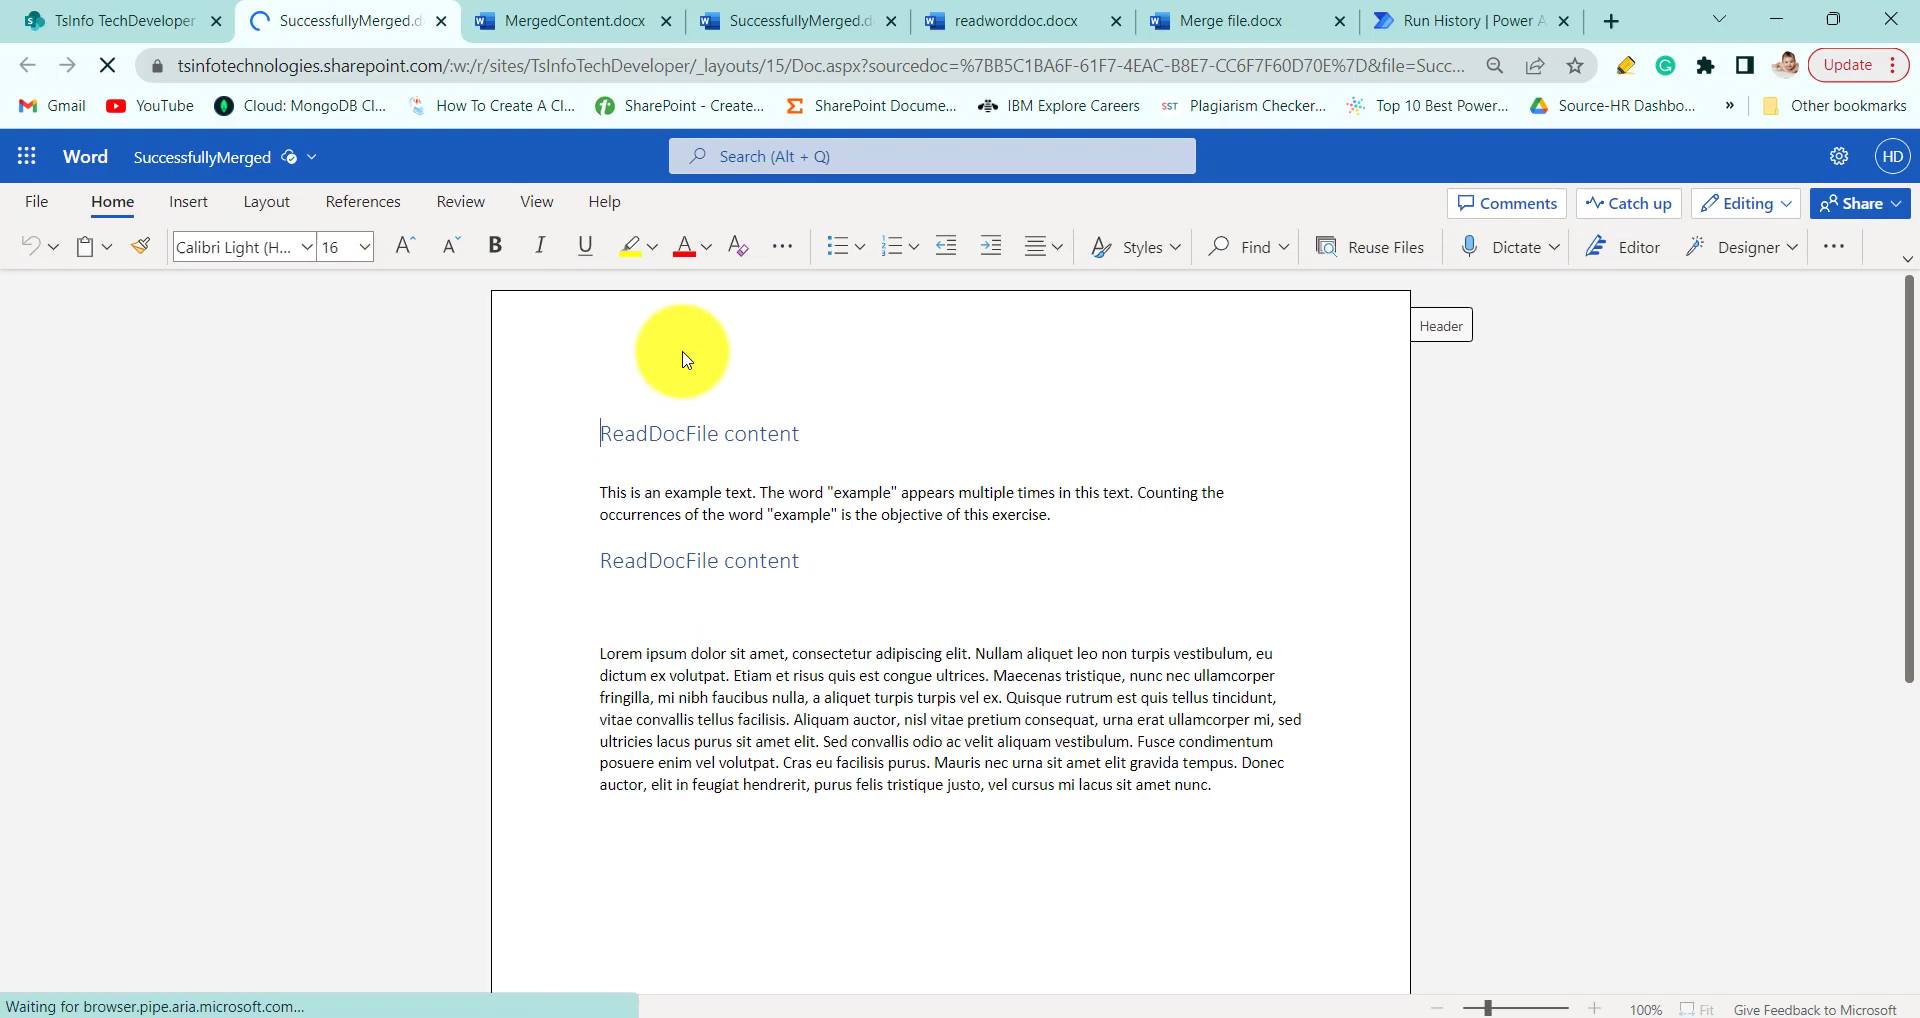 TsInfo TechDeveloper
SuccessfullyMerged.d
MergedContent.docx
SuccessfullyMerged.d
readworddoc.docx
Merge file.docx
Run History | Power A
tsinfotechnologies.sharepoint.com/:w:/r/sites/TsInfoTechDeveloper/_layouts/15/Doc.aspx?sourcedoc=%7BB5C1BA6F-61F7-4EAC-B8E7-CC6F7F60D70E%7D&file=Succ...
Update
Gmail
YouTube
Cloud: MongoDB Cl...
How To Create A Cl...
SharePoint - Create...
SharePoint Docume...
IBM Explore Careers
SST Plagiarism Checker...
Top 10 Best Power...
Source-HR Dashbo...
»
Other bookmarks
Word
SuccessfullyMerged
Search (Alt + Q)
HD
File
Home
Insert
Layout
References
Review
View
Help
Comments
Catch up
Editing
Share
Calibri Light (H...
16
Styles
Find
Reuse Files
Dictate
Editor
Designer
Header
ReadDocFile content
This is an example text. The word "example" appears multiple times in this text. Counting the
occurrences of the word "example" is the objective of this exercise.
ReadDocFile content
Lorem ipsum dolor sit amet, consectetur adipiscing elit. Nullam aliquet leo non turpis vestibulum, eu
dictum ex volutpat. Etiam et risus quis est congue ultrices. Maecenas tristique, nunc nec ullamcorper
fringilla, mi nibh faucibus nulla, a aliquet turpis turpis vel ex. Quisque rutrum est quis tellus tincidunt,
vitae convallis tellus facilisis. Aliquam auctor, nisl vitae pretium consequat, urna erat ullamcorper mi, sed
ultricies lacus purus sit amet elit. Sed convallis odio ac velit aliquam vestibulum. Fusce condimentum
posuere enim vel volutpat. Cras eu facilisis purus. Mauris nec urna sit amet elit gravida tempus. Donec
auctor, elit in feugiat hendrerit, purus felis tristique justo, vel cursus mi lacus sit amet nunc.
Waiting for browser.pipe.aria.microsoft.com...
100%
Fit
Give Feedback to Microsoft